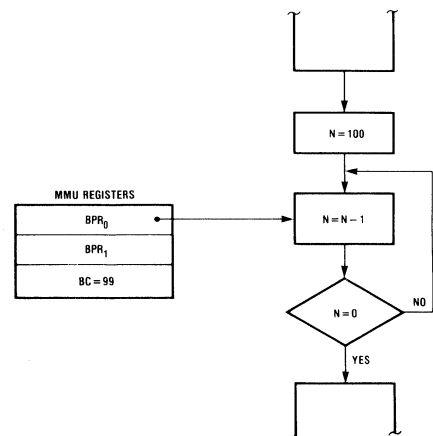 N = 100
MMU REGISTERS
BPR₀
N = N − 1
BPR₁
BC = 99
N = 0
NO
YES